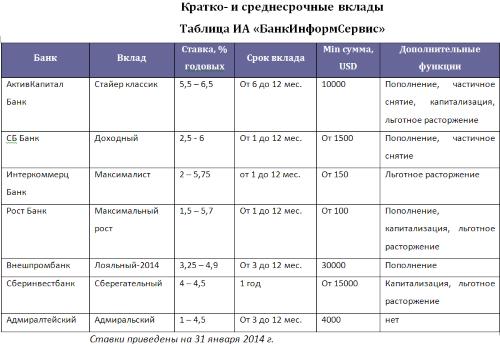 Кратко- и среднесрочные вклады
Таблица ИА «БанкИнформСервис»
Банк Вклад Ставка, % Срок вклада Min сумма, Дополнительные
годовых USD функции
АктивКапитал Стайер классик 5,5 – 6,5 От 6 до 12 мес. 10000 Пополнение, частичное
Банк снятие, капитализация,
льготное расторжение
СБ Банк Доходный 2,5 - 6 От 1 до 12 мес. От 1500 Пополнение, частичное
снятие
Интеркоммерц Максималист 2 – 5,75 от 1 до 12 мес. От 150 Льготное расторжение
Банк
Рост Банк Максимальный 1,5 – 5,7 От 1 до 12 мес. От 100 Пополнение,
рост капитализация, льготное
расторжение
Внешпромбанк Лояльный-2014 3,25 – 4,9 От 3 до 12 мес. 30000 Пополнение
Сберинвестбанк Сберегательный 4 – 4,5 1 год От 15000 Капитализация, льготное
расторжение
Адмиралтейский Адмиральский 1 – 4,5 От 3 до 12 мес. 4000 нет
Ставки приведены на 31 января 2014 г.